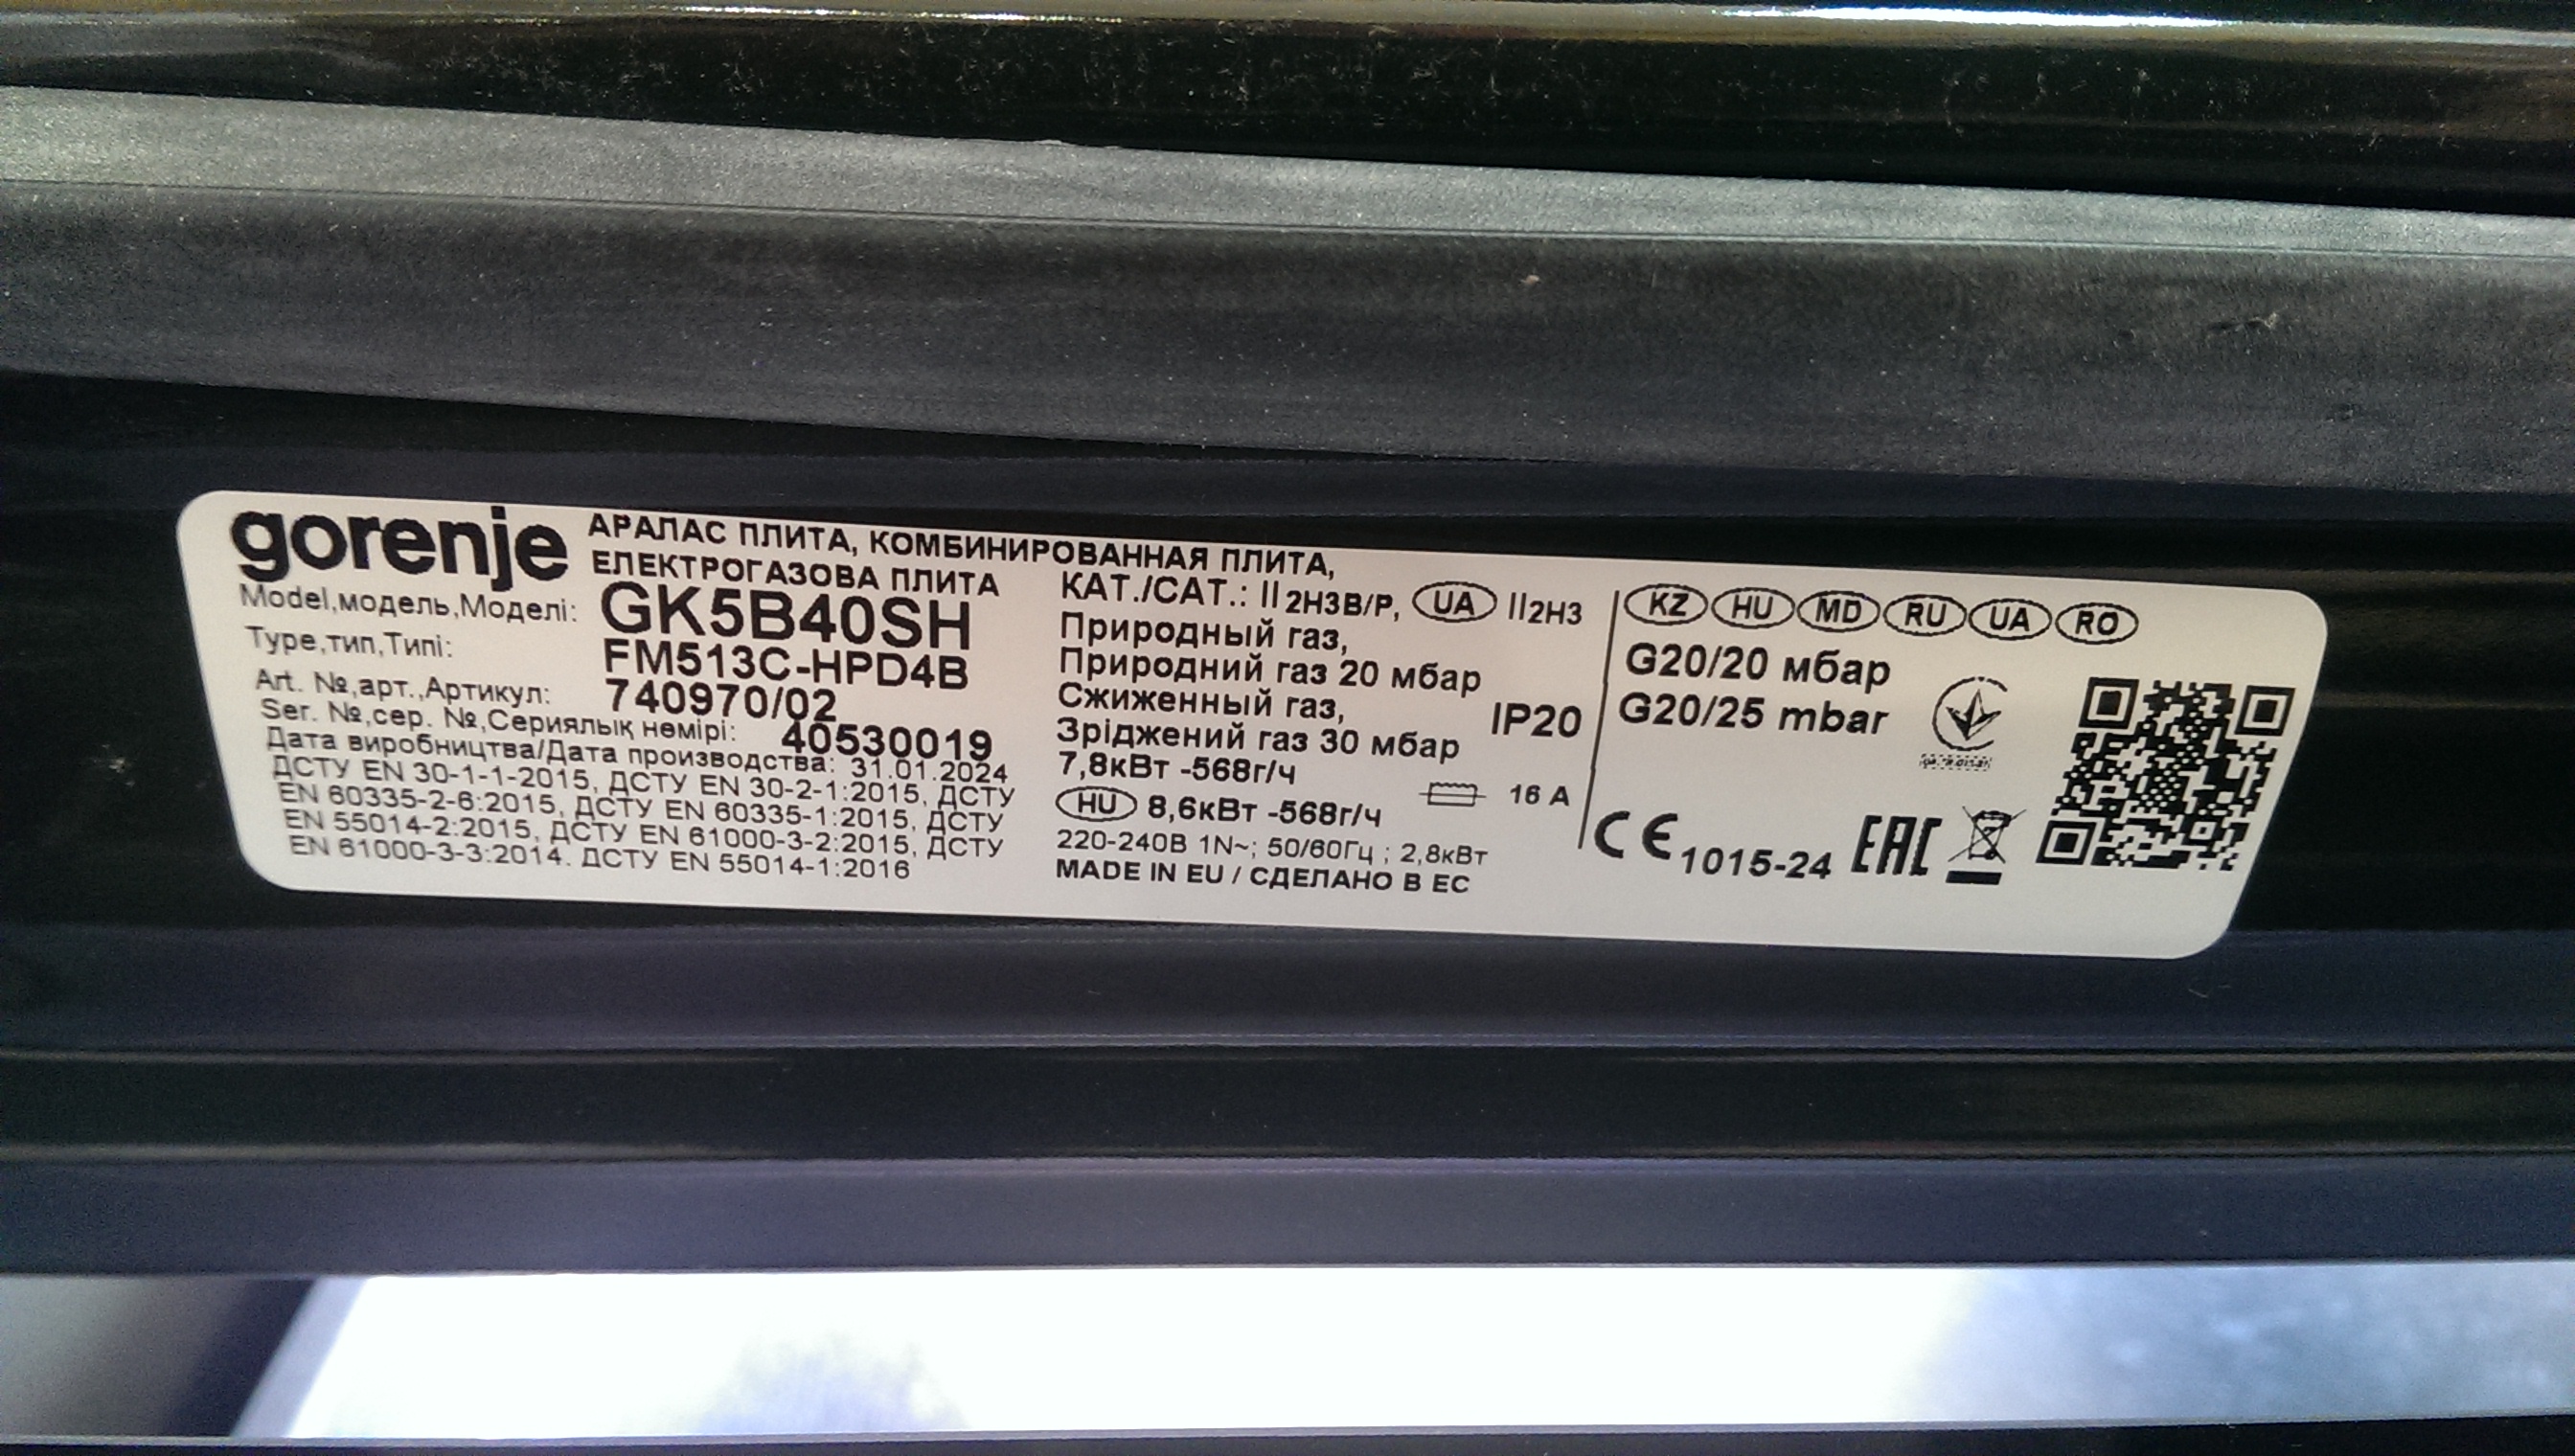 gorenje
АРАЛАС ПЛИТА, КОМБИНИРОВАННАЯ ПЛИТА,
ЕЛЕКТРОГАЗОВА ПЛИТА
Model,модель,Моделі: GK5B40SH
Type,тип,Типі: FM513C-HPD4B
Art. №,арт.,Артикул: 740970/02
Ser. №,сер. №,Сериялық нөмірі: 40530019
Дата виробництва/Дата производства: 31.01.2024
ДСТУ EN 30-1-1-2015, ДСТУ EN 30-2-1:2015, ДСТУ
EN 60335-2-6:2015, ДСТУ EN 60335-1:2015, ДСТУ
EN 55014-2:2015, ДСТУ EN 61000-3-2:2015, ДСТУ
EN 61000-3-3:2014. ДСТУ EN 55014-1:2016
КАТ./CAT.: II2H3B/P, UA II2H3
Природный газ,
Природний газ 20 мбар
Сжиженный газ,
Зріджений газ 30 мбар
IP20
7,8кВт -568г/ч
HU 8,6кВт -568г/ч
16 A
220-240В 1N~; 50/60Гц ; 2,8кВт
MADE IN EU / СДЕЛАНО В ЕС
KZ HU MD RU UA RO
G20/20 мбар
G20/25 mbar
CE 1015-24 EAC